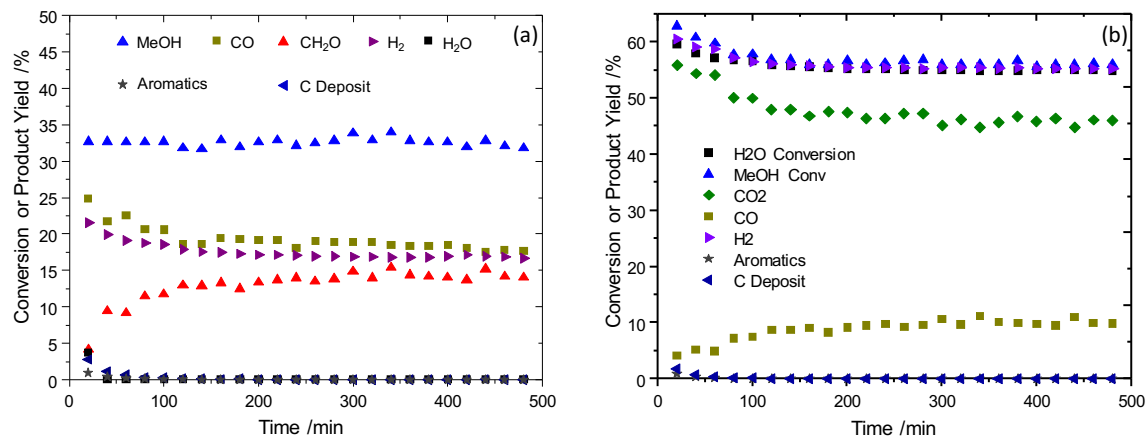 (a)
MeOH CO CH₂O H₂ H₂O
Aromatics C Deposit
Conversion or Product Yield /%
50
45
40
35
30
25
20
15
10
5
0
0 100 200 300 400 500
Time /min
(b)
Conversion or Product Yield /%
60
50
40
30
20
10
0
H2O Conversion
MeOH Conv
CO2
CO
H2
Aromatics
C Deposit
0 100 200 300 400 500
Time /min